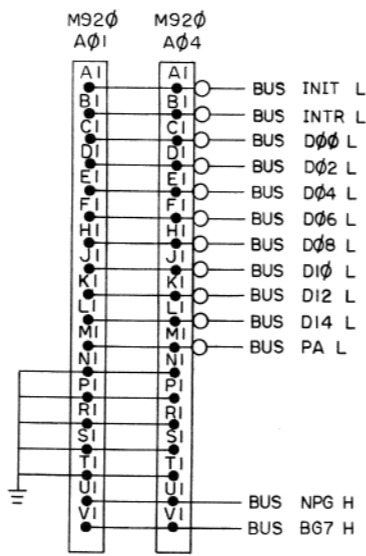 M92Ø M92Ø
AØ1 AØ4
A1 A1 BUS INIT L
B1 B1 BUS INTR L
C1 C1 BUS DØØ L
D1 D1 BUS DØ2 L
E1 E1 BUS DØ4 L
F1 F1 BUS DØ6 L
H1 H1 BUS DØ8 L
J1 J1 BUS D1Ø L
K1 K1 BUS D12 L
L1 L1 BUS D14 L
M1 M1 BUS PA L
N1 N1
P1 P1
R1 R1
S1 S1
T1 T1
U1 U1 BUS NPG H
V1 V1 BUS BG7 H